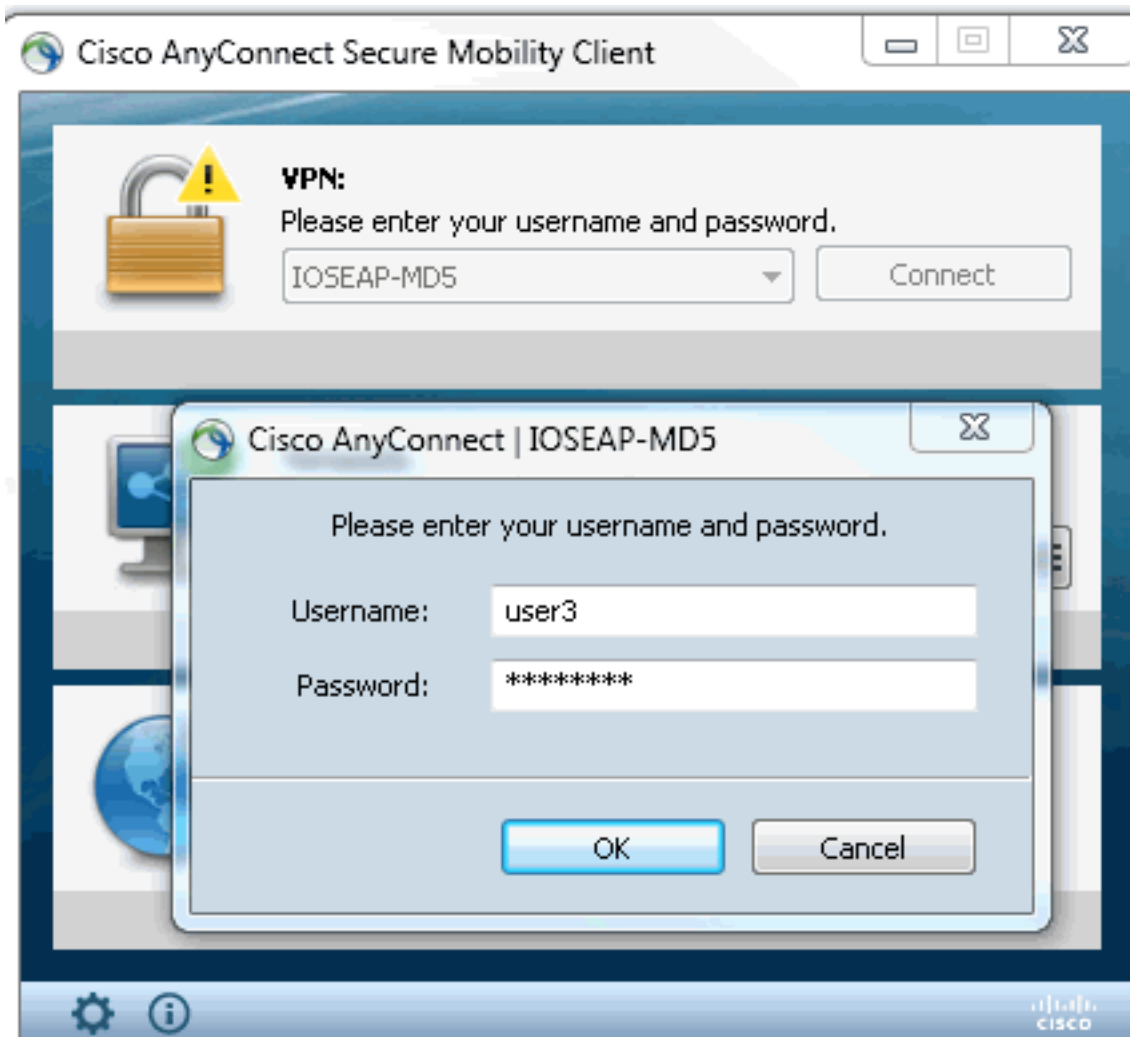 Cisco AnyConnect Secure Mobility Client
VPN:
Please enter your username and password.
IOSEAP-MD5
Connect
Cisco AnyConnect | IOSEAP-MD5
Please enter your username and password.
Username: user3
Password: ********
OK Cancel
CISCO